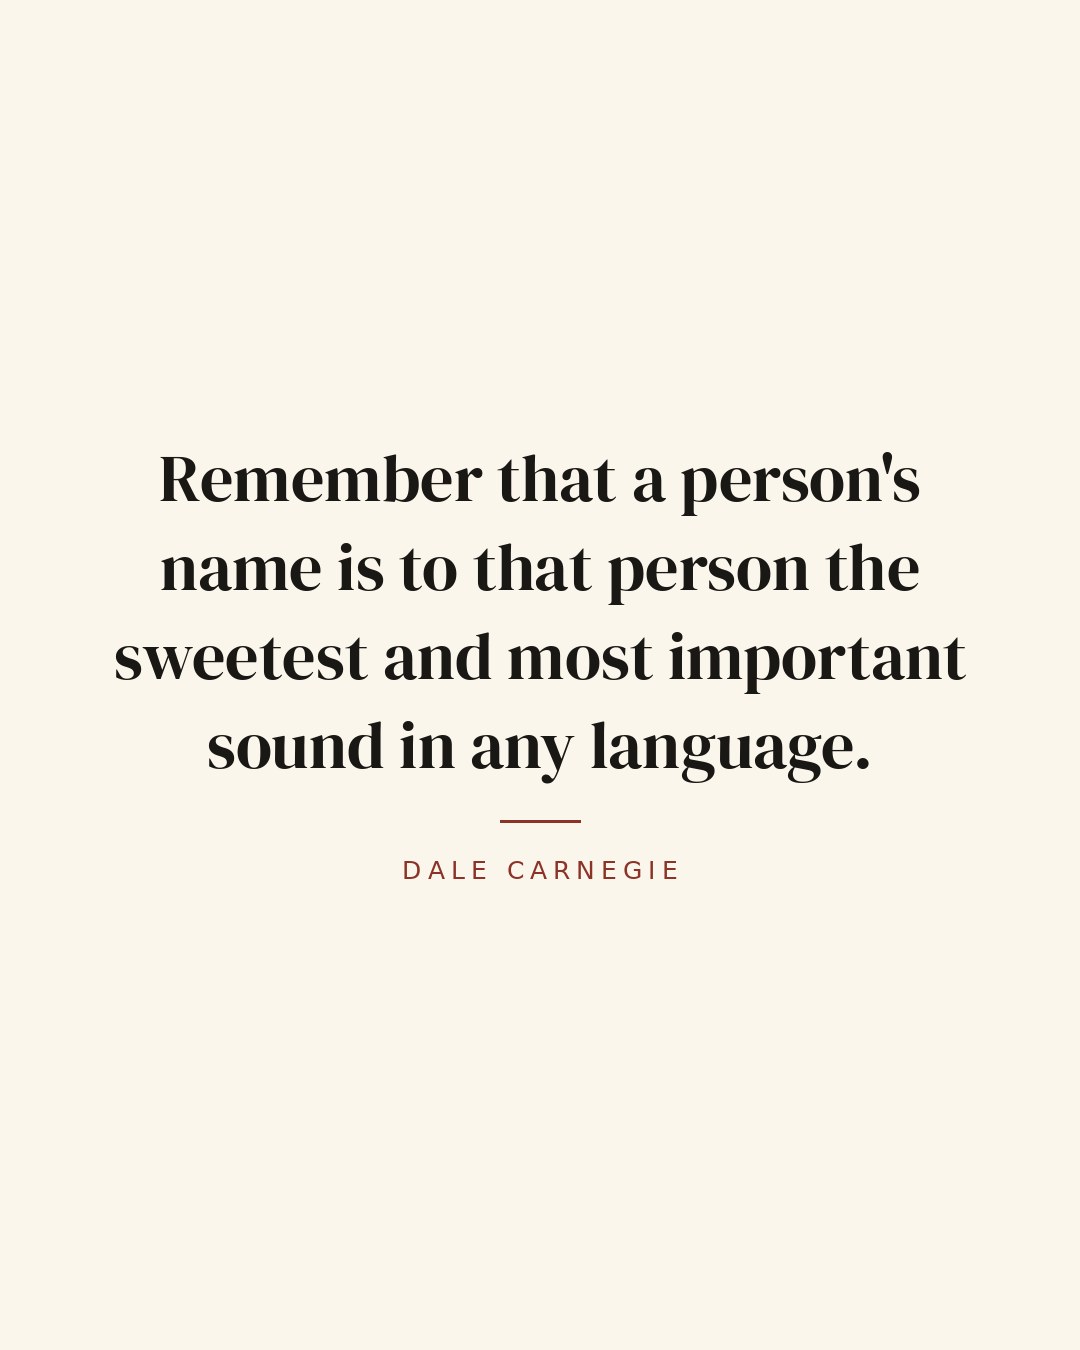 Remember that a person's
name is to that person the
sweetest and most important
sound in any language.
DALE CARNEGIE